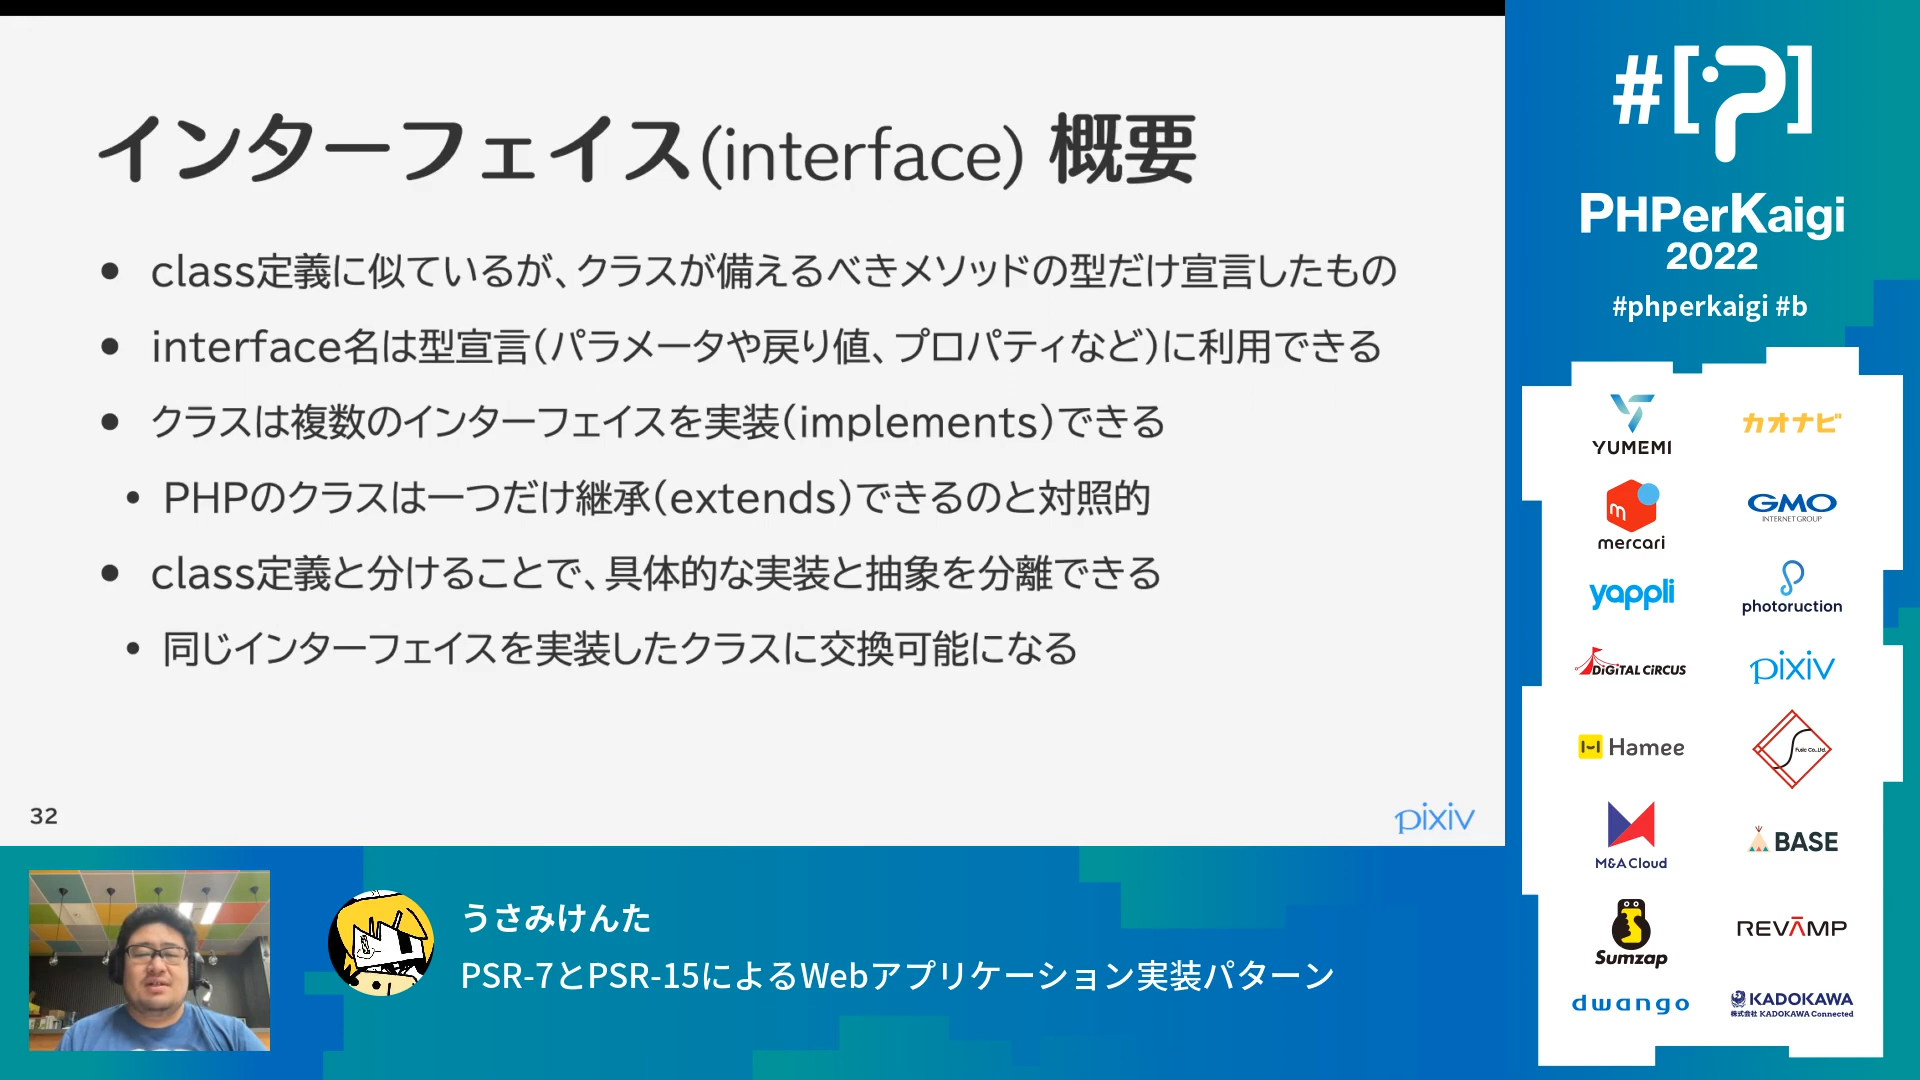 インターフェイス(interface) 概要
● class定義に似ているが、クラスが備えるべきメソッドの型だけ宣言したもの
● interface名は型宣言(パラメータや戻り値、プロパティなど)に利用できる
● クラスは複数のインターフェイスを実装(implements)できる
• PHPのクラスは一つだけ継承(extends)できるのと対照的
● class定義と分けることで、具体的な実装と抽象を分離できる
• 同じインターフェイスを実装したクラスに交換可能になる
32
pixiv
うさみけんた
PSR-7とPSR-15によるWebアプリケーション実装パターン
#[?]
PHPerKaigi
2022
#phperkaigi #b
YUMEMI
カオナビ
mercari
GMO
INTERNET GROUP
yappli
photoruction
DiGiTAL CiRCUS
pixiv
Hamee
Fusic Co.,Ltd.
M&A Cloud
BASE
Sumzap
REVAMP
dwango
KADOKAWA
株式会社 KADOKAWA Connected